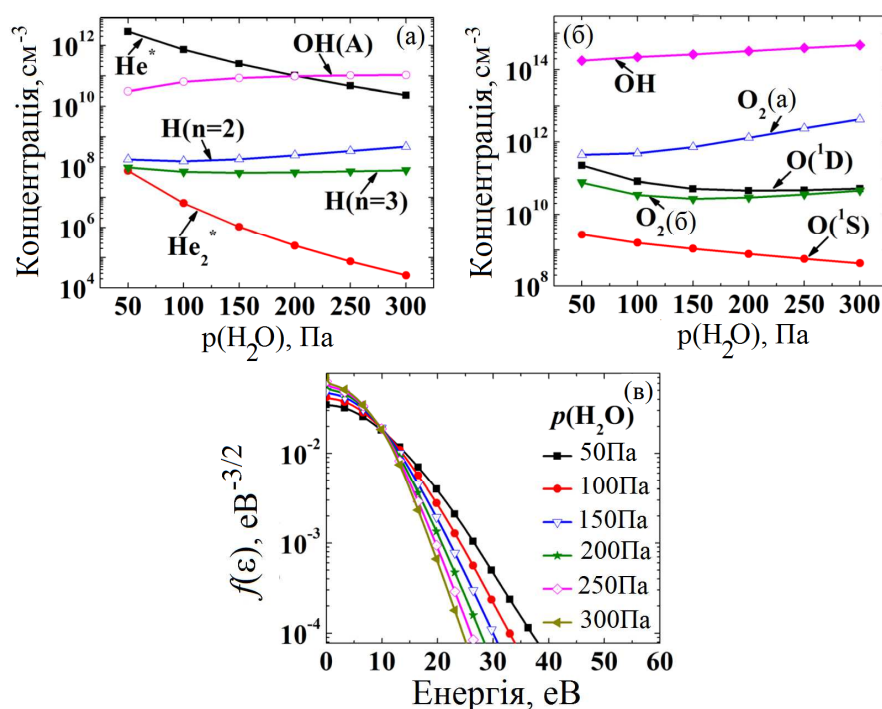 Концентрація,см⁻³
10¹²
10¹⁰
10⁸
10⁶
10⁴
(а)
He*
OH(A)
H(n=2)
H(n=3)
He₂*
50 100 150 200 250 300
p(H₂O), Па
Концентрація,см⁻³
10¹⁴
10¹²
10¹⁰
10⁸
(б)
OH
O₂(а)
O(¹D)
O₂(б)
O(¹S)
50 100 150 200 250 300
p(H₂O), Па
f(ε), еВ⁻³/²
10⁻²
10⁻³
10⁻⁴
(в)
p(H₂O)
50Па
100Па
150Па
200Па
250Па
300Па
0 10 20 30 40 50 60
Енергія, еВ